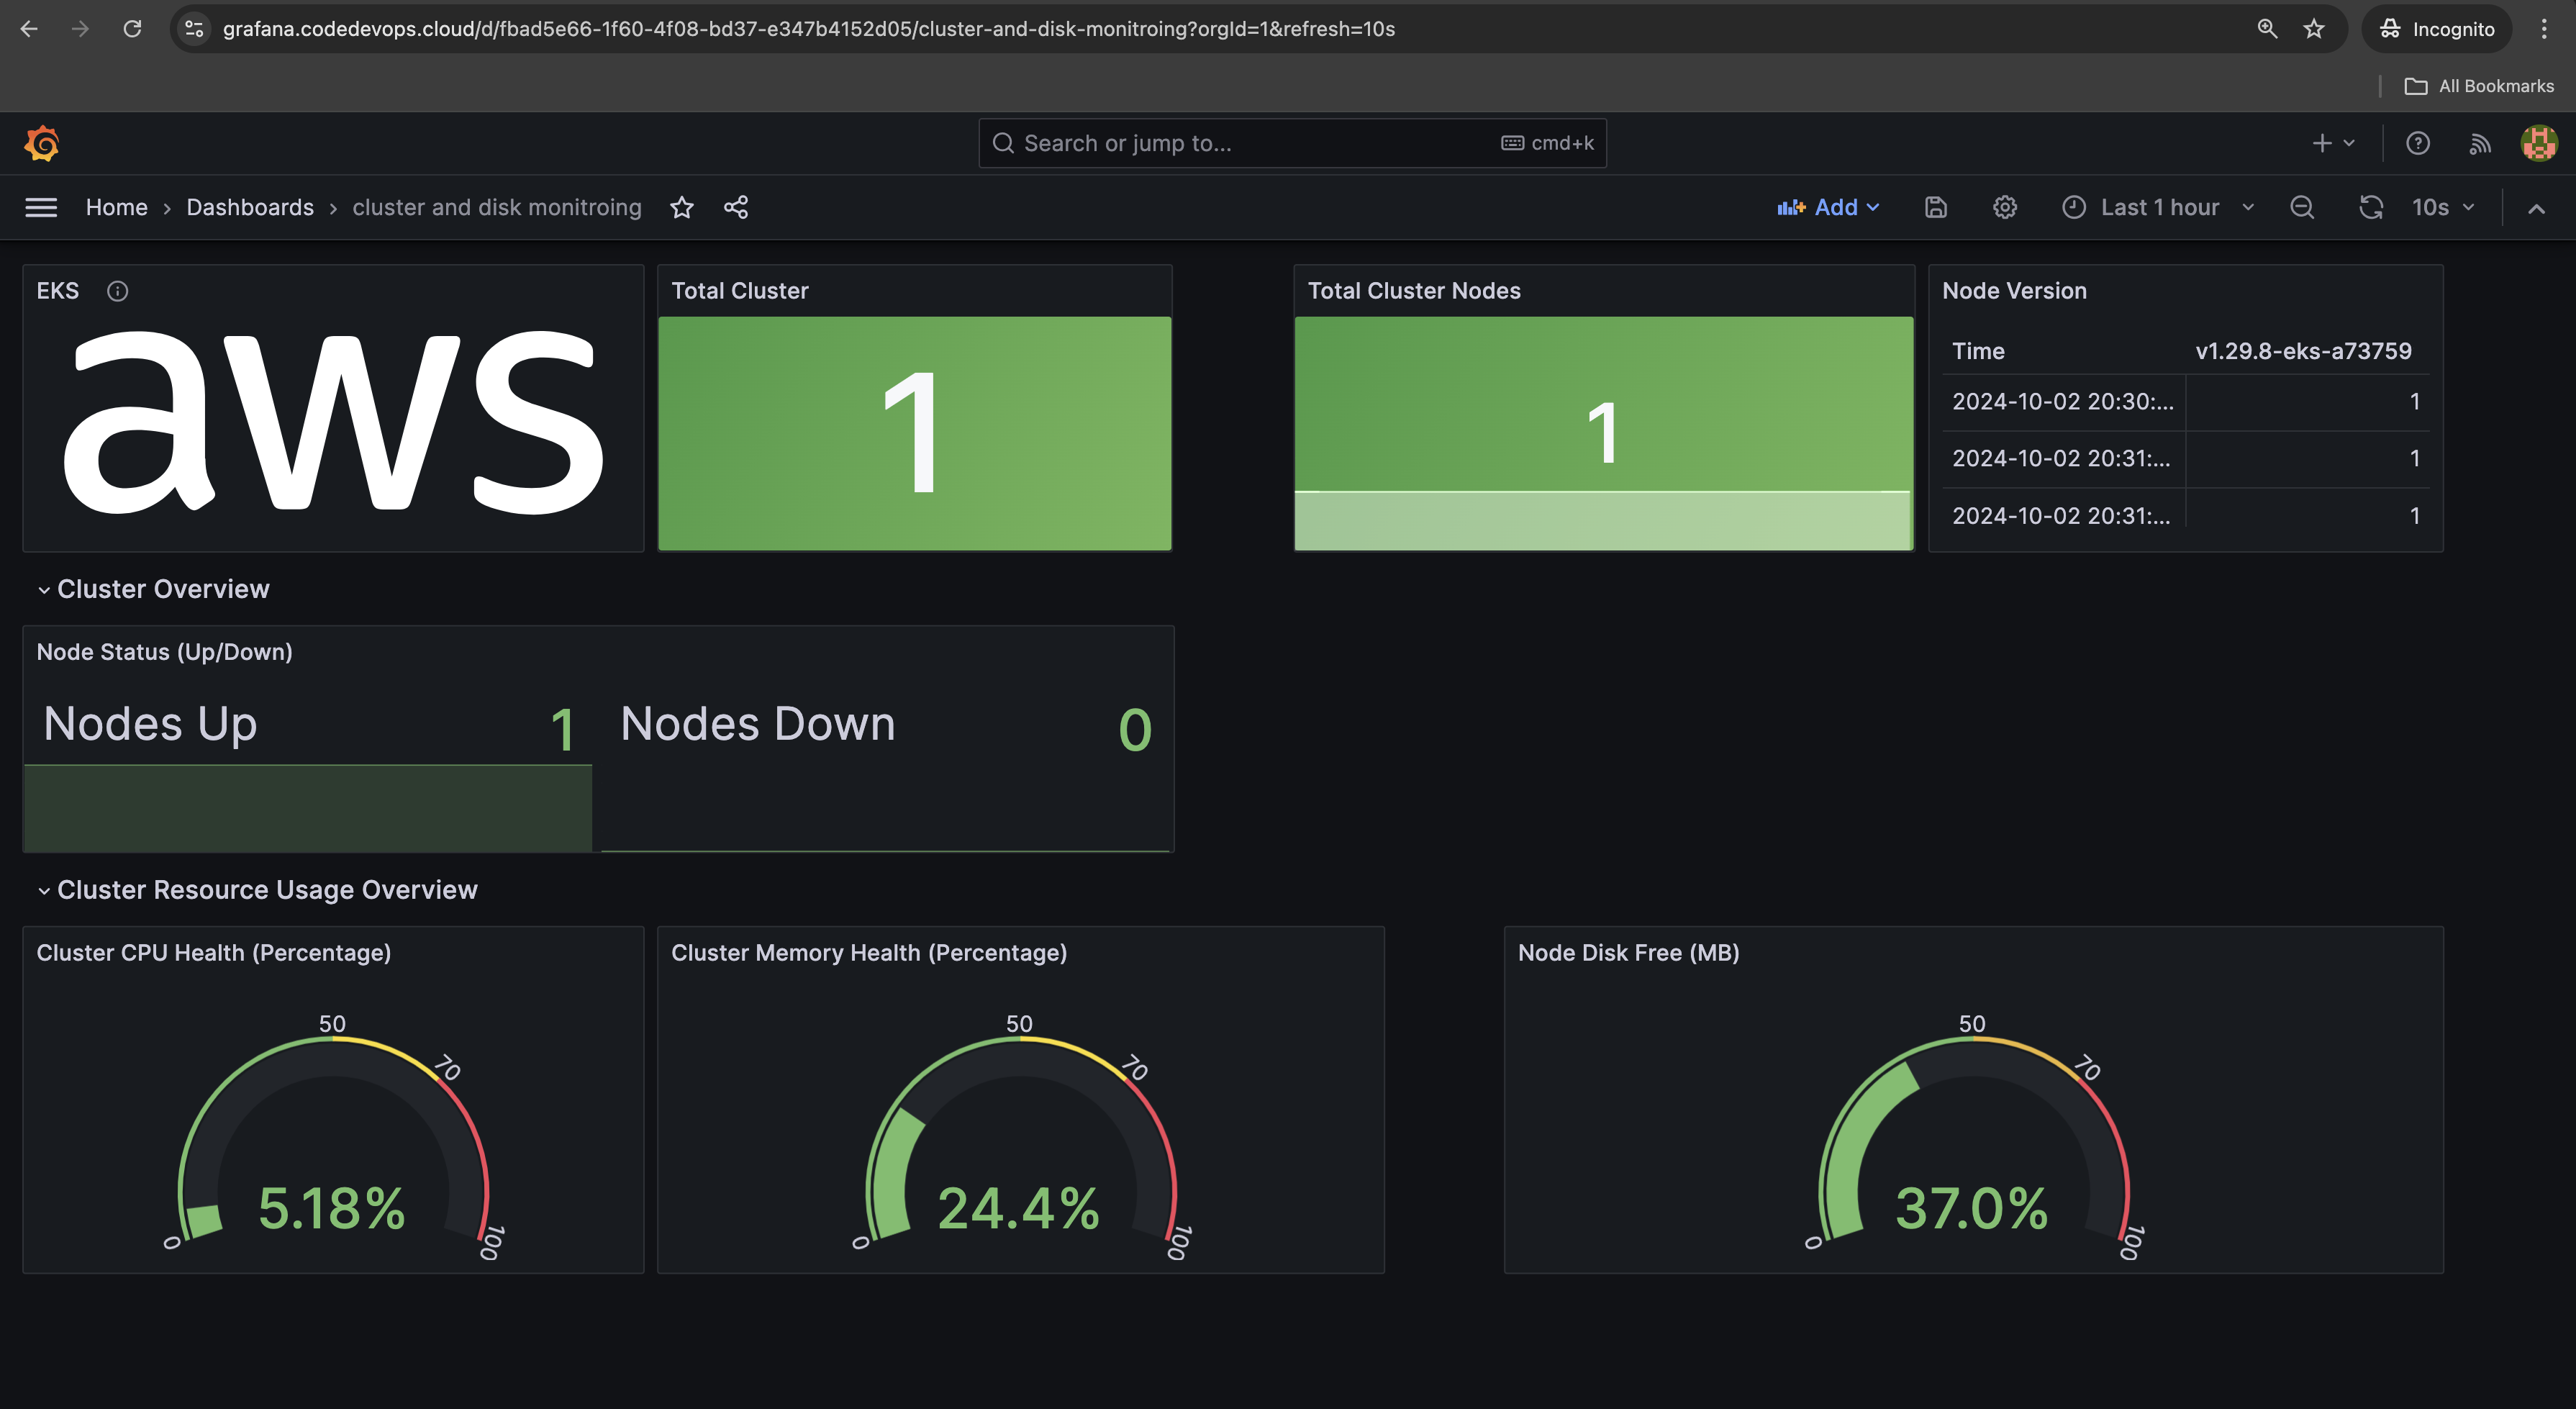 grafana.codedevops.cloud/d/fbad5e66-1f60-4f08-bd37-e347b4152d05/cluster-and-disk-monitroing?orgId=1&refresh=10s
Incognito
All Bookmarks
Search or jump to...
cmd+k
Home
Dashboards
cluster and disk monitroing
Add
Last 1 hour
10s
EKS
aws
Total Cluster
1
Total Cluster Nodes
1
Node Version
Time v1.29.8-eks-a73759
2024-10-02 20:30:... 1
2024-10-02 20:31:... 1
2024-10-02 20:31:... 1
Cluster Overview
Node Status (Up/Down)
Nodes Up 1
Nodes Down 0
Cluster Resource Usage Overview
Cluster CPU Health (Percentage)
0
50
70
100
5.18%
Cluster Memory Health (Percentage)
0
50
70
100
24.4%
Node Disk Free (MB)
0
50
70
100
37.0%